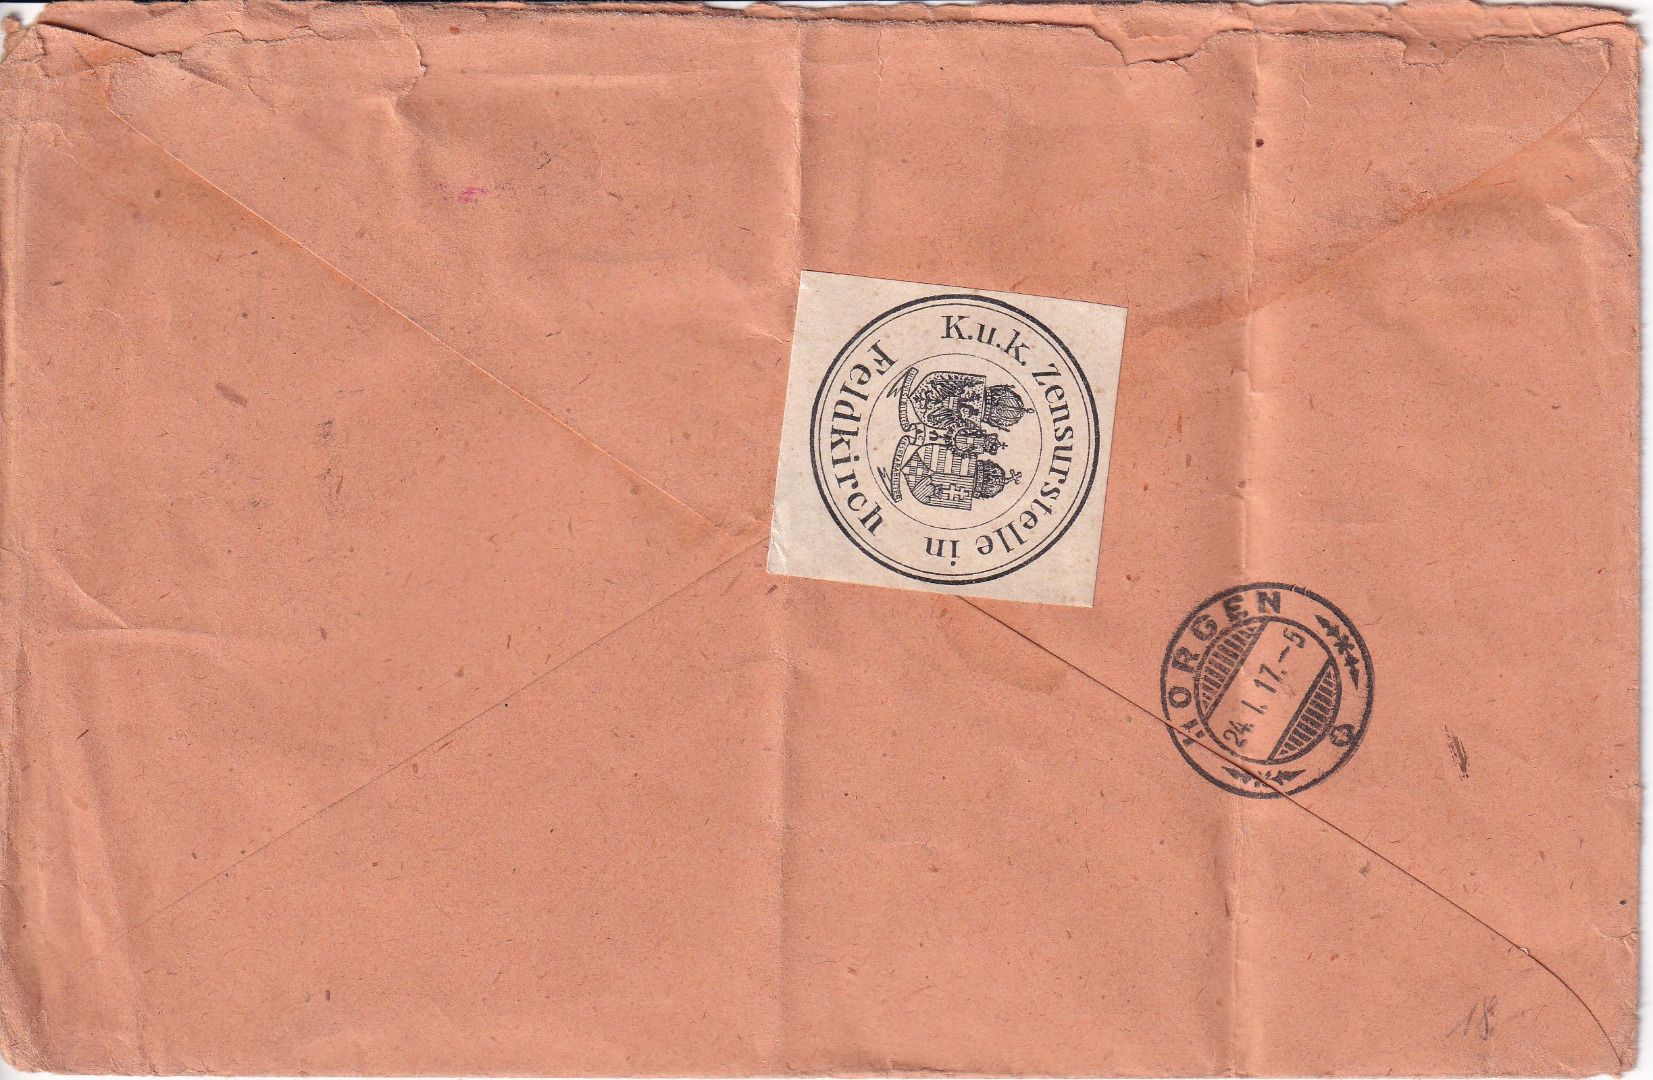 K.u.k. Zensurstelle in
Feldkirch
HORGEN
24.I.17.-5
18-